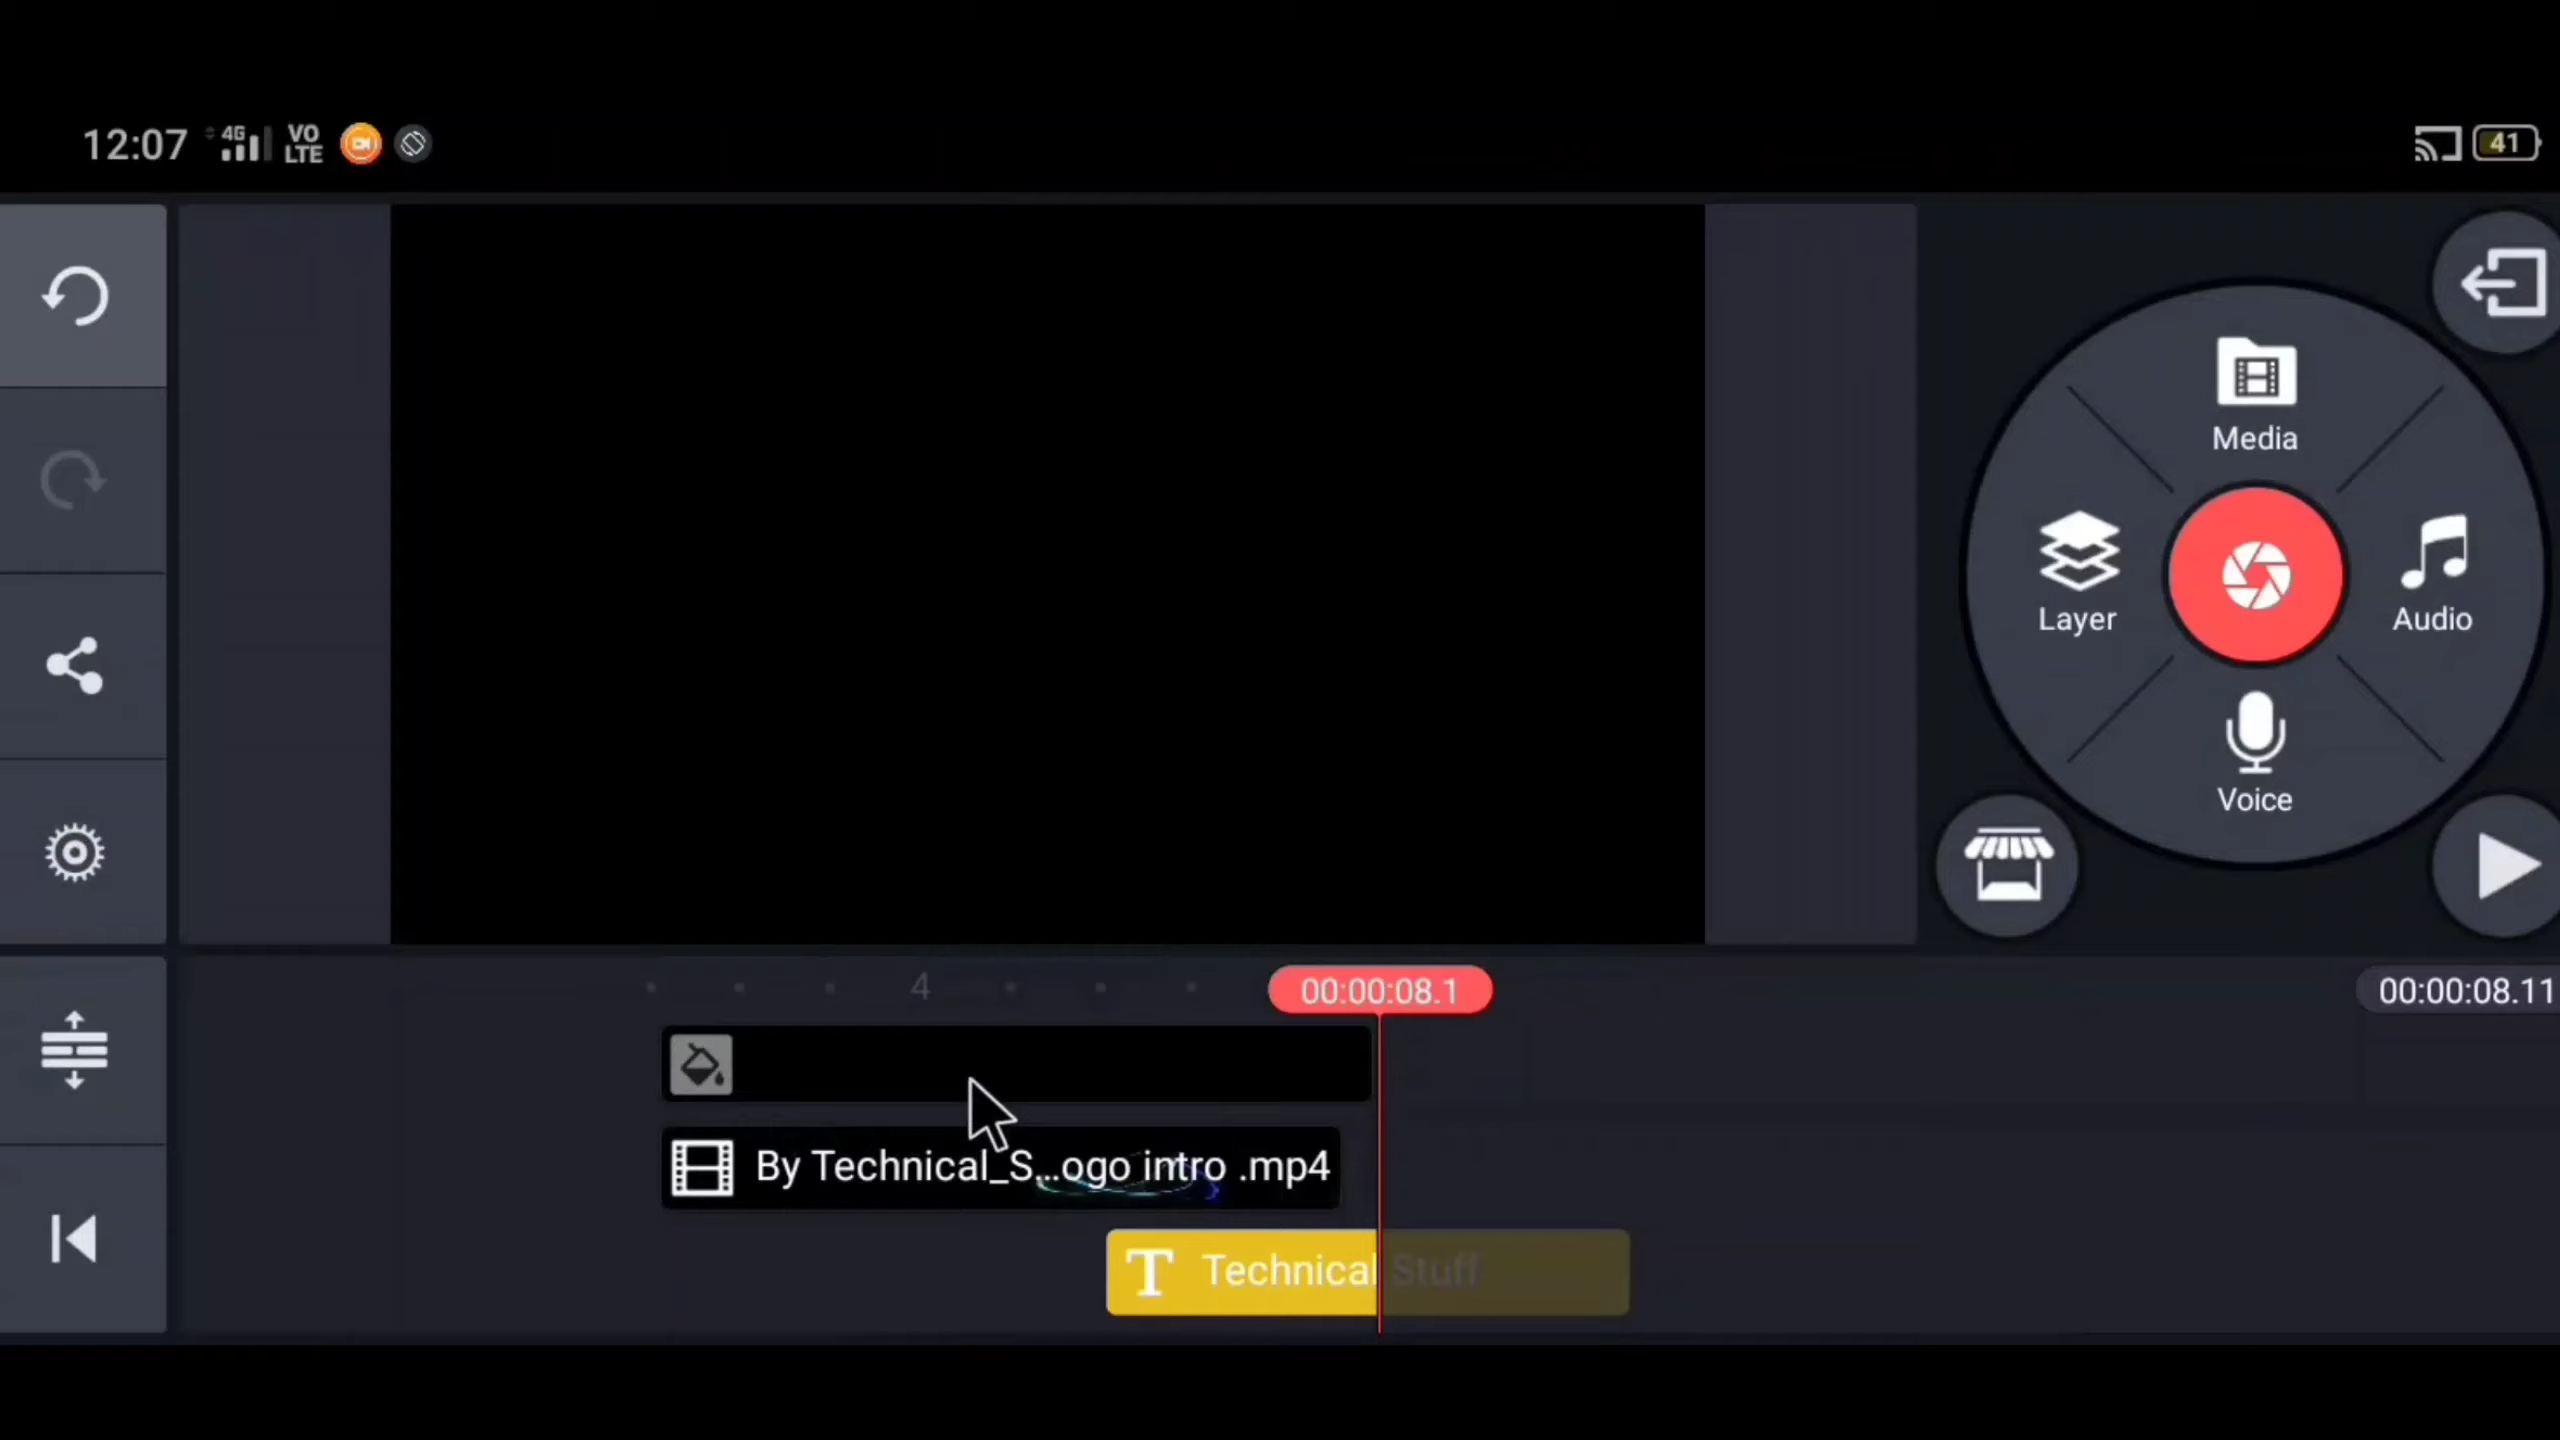 12:07 4G VO LTE 41
Media
Layer
Audio
Voice
4
00:00:08.1
00:00:08.11
By Technical_S...ogo intro .mp4
T Technical Stuff